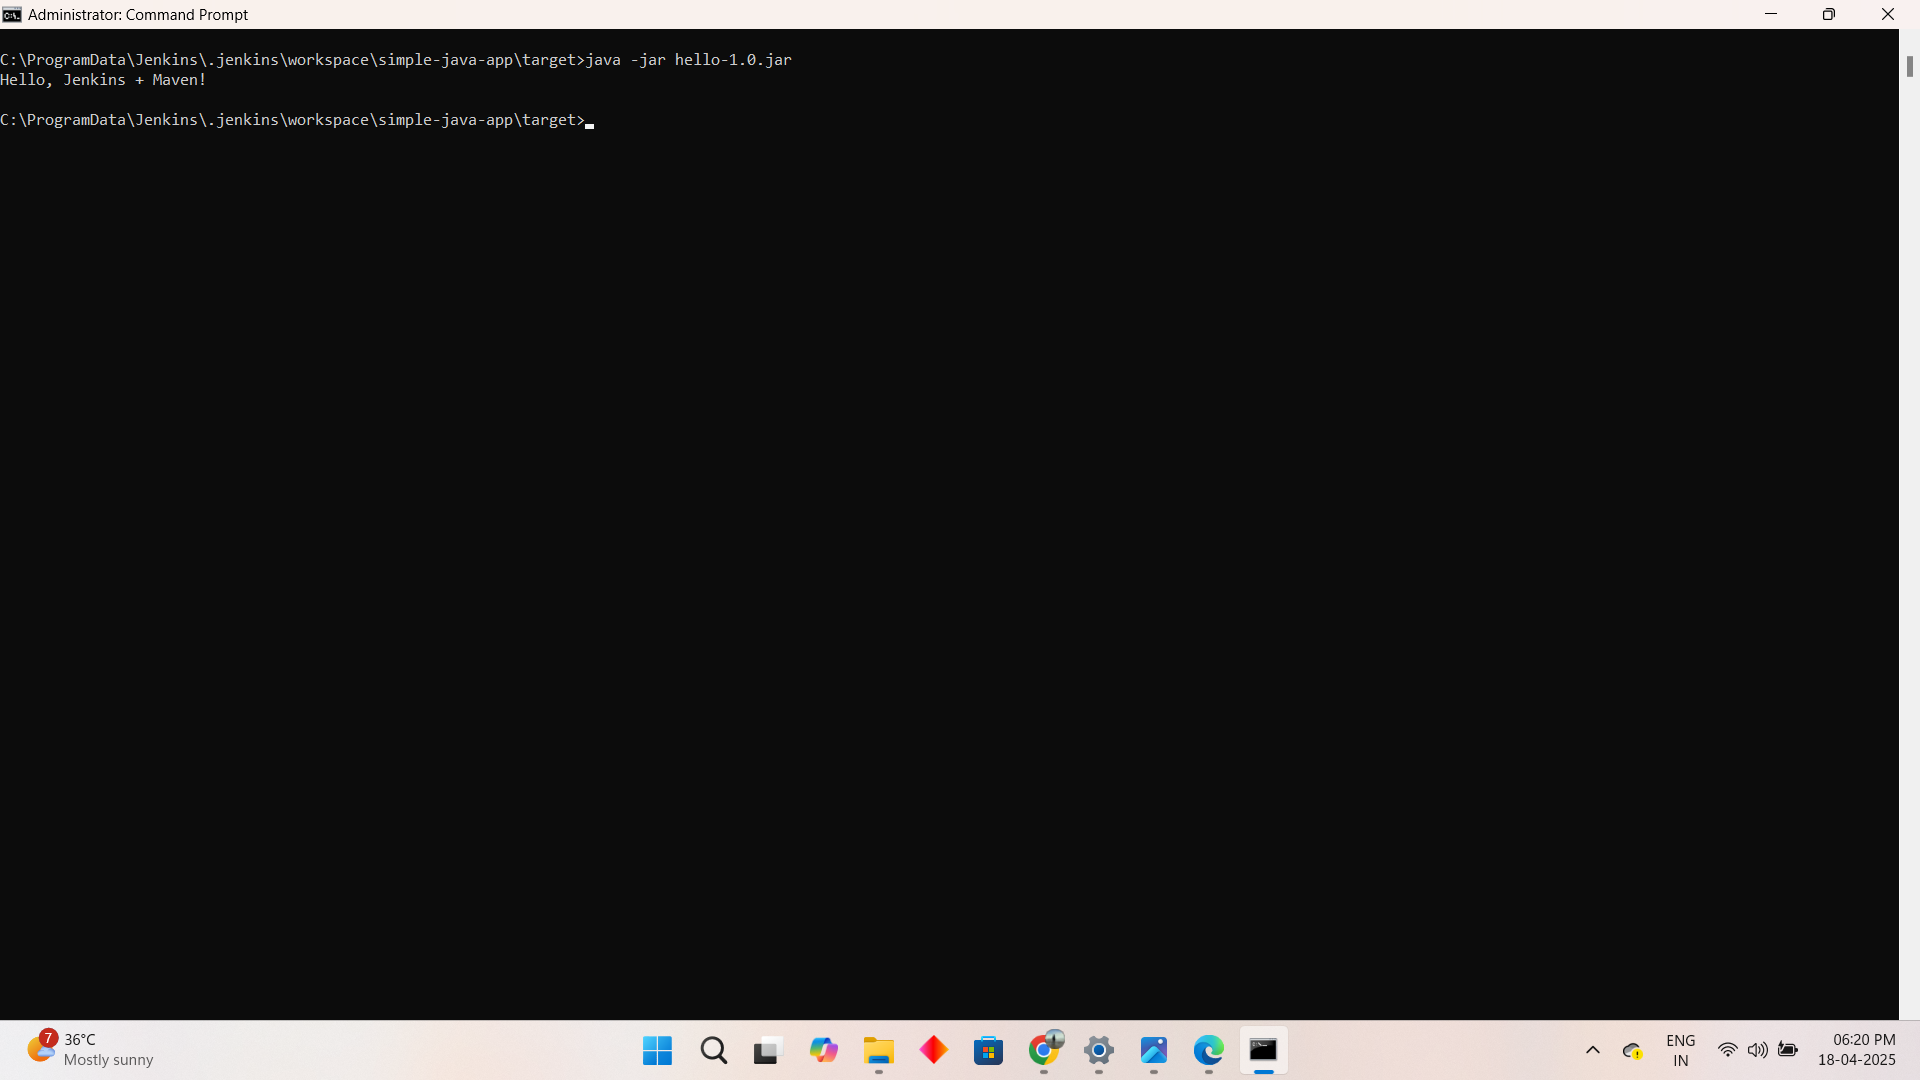 Administrator: Command Prompt
C:\ProgramData\Jenkins\.jenkins\workspace\simple-java-app\target>java -jar hello-1.0.jar
Hello, Jenkins + Maven!
C:\ProgramData\Jenkins\.jenkins\workspace\simple-java-app\target>
7
36°C
Mostly sunny
ENG
IN
06:20 PM
18-04-2025